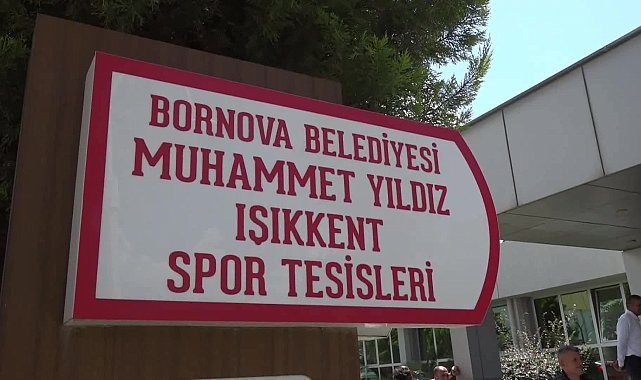 BORNOVA BELEDİYESİ
MUHAMMET YILDIZ
IŞIKKENT
SPOR TESİSLERİ